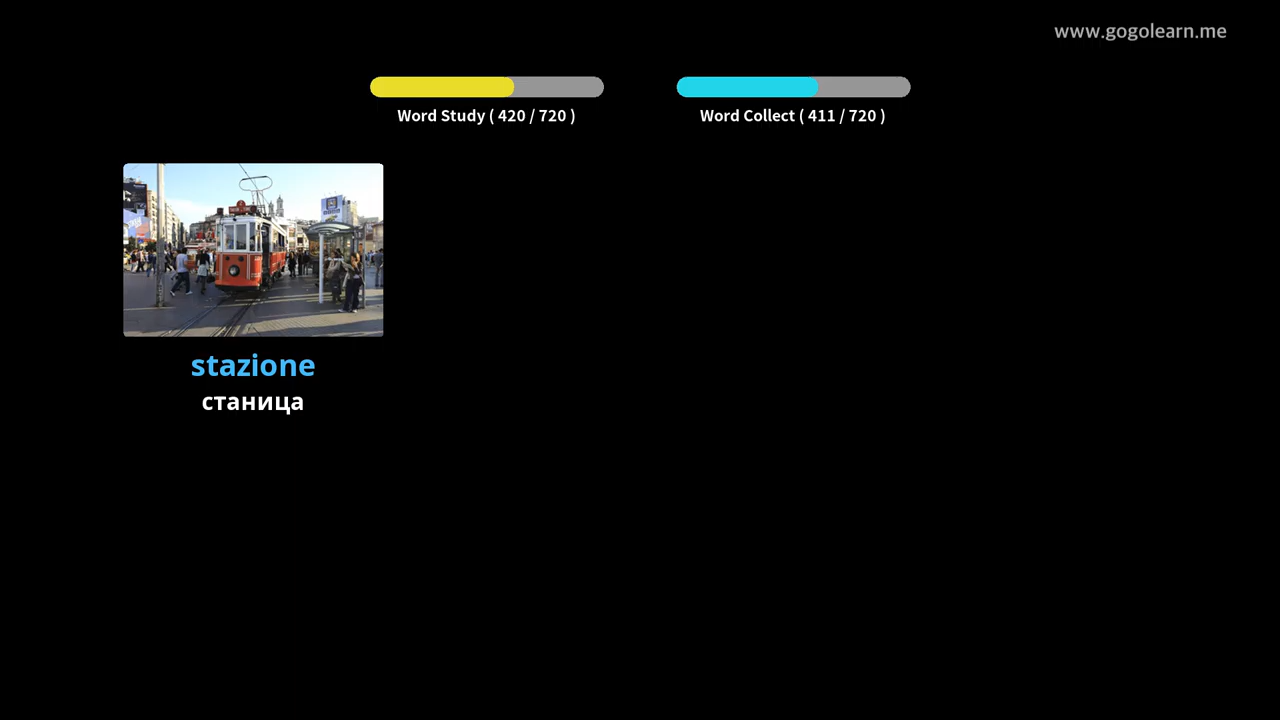 www.gogolearn.me
Word Study ( 420 / 720 )
Word Collect ( 411 / 720 )
stazione
станица